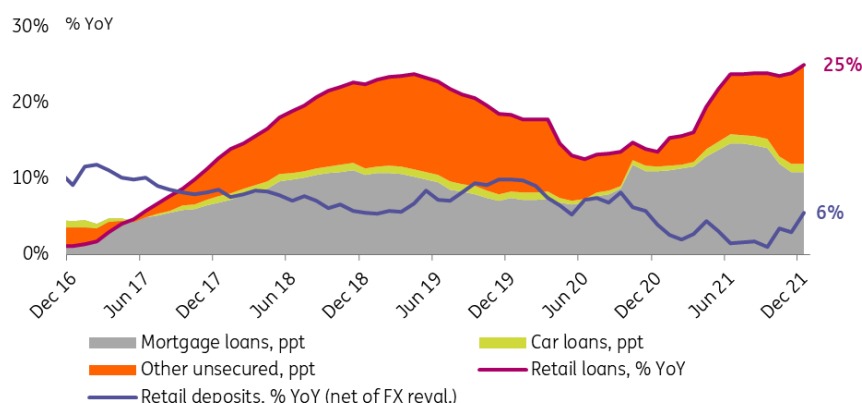 30%
% YoY
25%
20%
10%
6%
0%
Dec 16
Jun 17
Dec 17
Jun 18
Dec 18
Jun 19
Dec 19
Jun 20
Dec 20
Jun 21
Dec 21
Mortgage loans, ppt
Car loans, ppt
Other unsecured, ppt
Retail loans, % YoY
Retail deposits, % YoY (net of FX reval.)